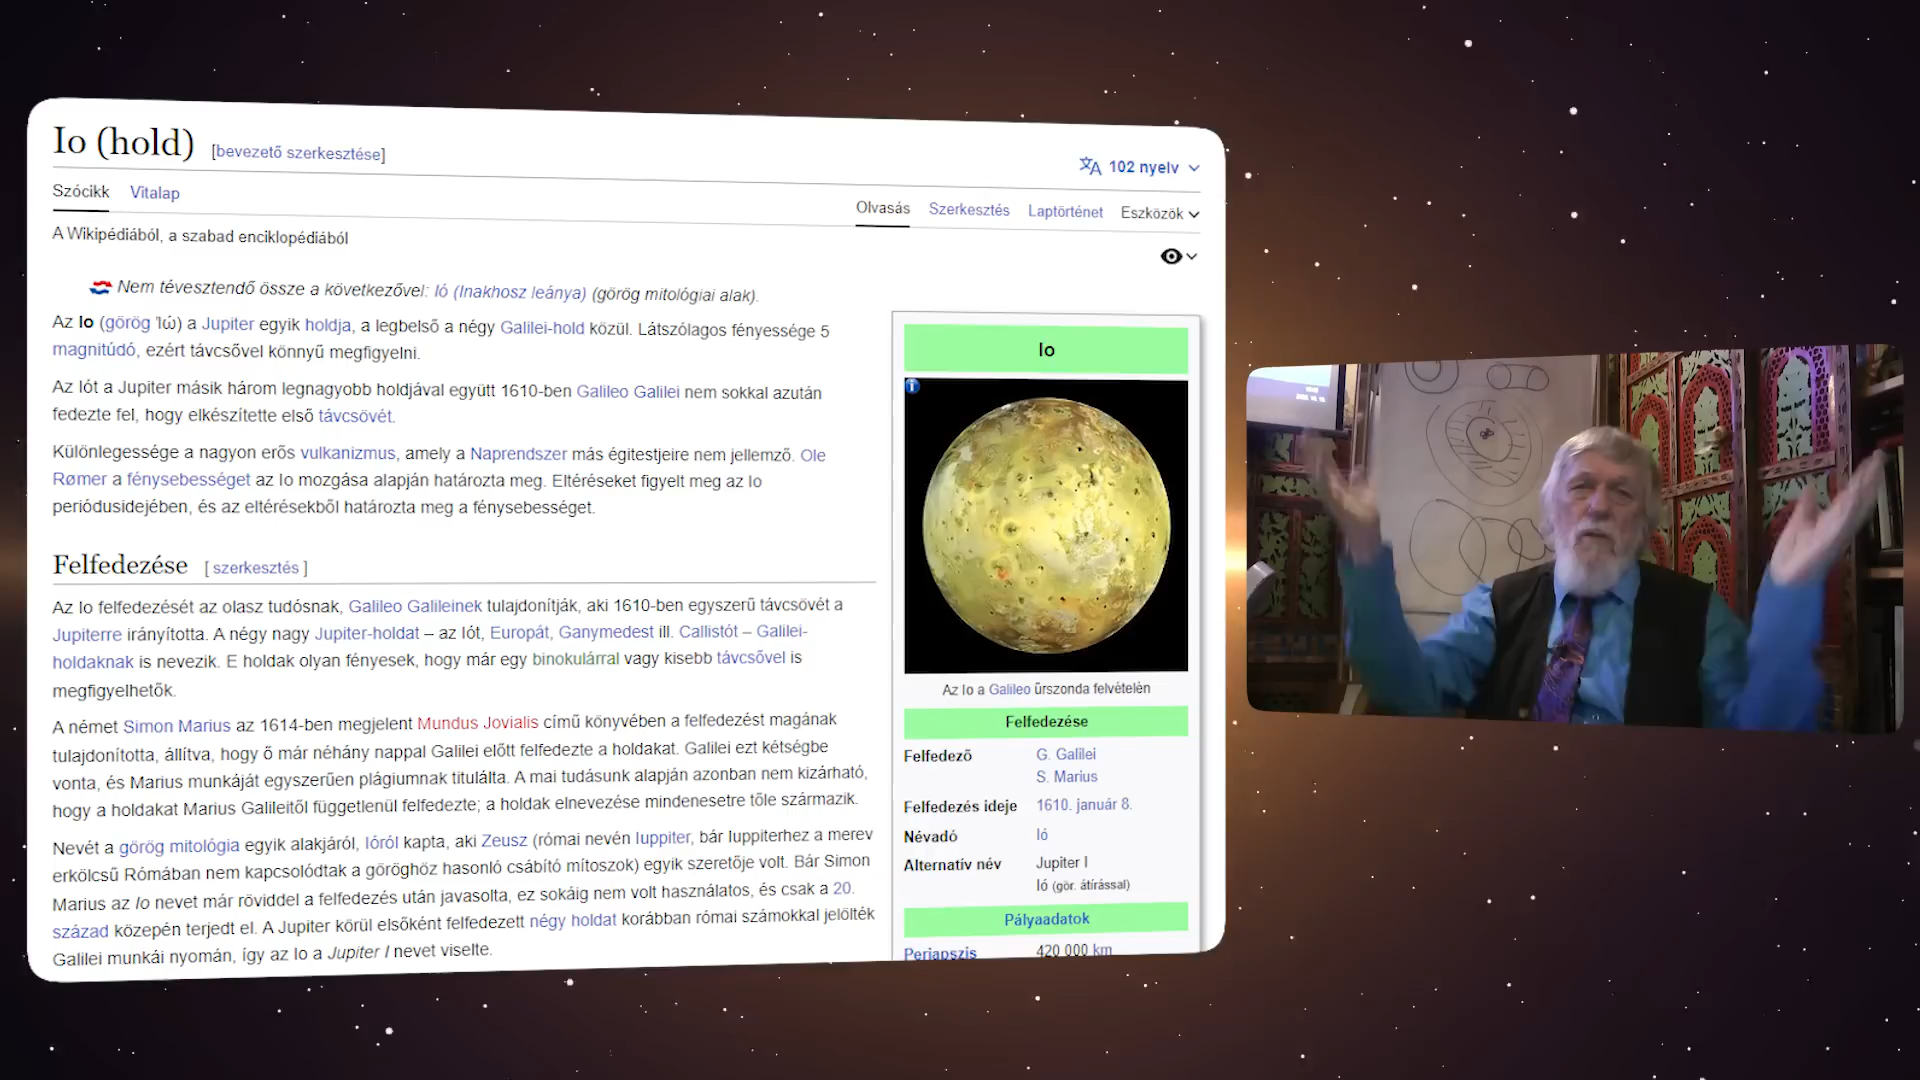 Io (hold) [bevezető szerkesztése]
102 nyelv
Szócikk Vitalap
Olvasás Szerkesztés Laptörténet Eszközök
A Wikipédiából, a szabad enciklopédiából
Nem tévesztendő össze a következővel: Ió (Inakhosz leánya) (görög mitológiai alak).
Az Io (görög Ἰώ) a Jupiter egyik holdja, a legbelső a négy Galilei-hold közül. Látszólagos fényessége 5
magnitúdó, ezért távcsővel könnyű megfigyelni.
Az Iót a Jupiter másik három legnagyobb holdjával együtt 1610-ben Galileo Galilei nem sokkal azután
fedezte fel, hogy elkészítette első távcsövét.
Különlegessége a nagyon erős vulkanizmus, amely a Naprendszer más égitestjeire nem jellemző. Ole
Rømer a fénysebességet az Io mozgása alapján határozta meg. Eltéréseket figyelt meg az Io
periódusidejében, és az eltérésekből határozta meg a fénysebességet.
Felfedezése [ szerkesztés ]
Az Io felfedezését az olasz tudósnak, Galileo Galileinek tulajdonítják, aki 1610-ben egyszerű távcsövét a
Jupiterre irányította. A négy nagy Jupiter-holdat – az Iót, Európát, Ganymedest ill. Callistót – Galilei-
holdaknak is nevezik. E holdak olyan fényesek, hogy már egy binokulárral vagy kisebb távcsővel is
megfigyelhetők.
A német Simon Marius az 1614-ben megjelent Mundus Jovialis című könyvében a felfedezést magának
tulajdonította, állítva, hogy ő már néhány nappal Galilei előtt felfedezte a holdakat. Galilei ezt kétségbe
vonta, és Marius munkáját egyszerűen plágiumnak titulálta. A mai tudásunk alapján azonban nem kizárható,
hogy a holdakat Marius Galileitől függetlenül felfedezte; a holdak elnevezése mindenesetre tőle származik.
Nevét a görög mitológia egyik alakjáról, Ióról kapta, aki Zeusz (római nevén Iuppiter, bár Iuppiterhez a merev
erkölcsű Rómában nem kapcsolódtak a göröghöz hasonló csábító mítoszok) egyik szeretője volt. Bár Simon
Marius az Io nevet már röviddel a felfedezés után javasolta, ez sokáig nem volt használatos, és csak a 20.
század közepén terjedt el. A Jupiter körül elsőként felfedezett négy holdat korábban római számokkal jelölték
Galilei munkái nyomán, így az Io a Jupiter I nevet viselte.
Io
Az Io a Galileo űrszonda felvételén
Felfedezése
Felfedező G. Galilei
S. Marius
Felfedezés ideje 1610. január 8.
Névadó Ió
Alternatív név Jupiter I
Ió (gör. átírással)
Pályaadatok
Periapszis 420 000 km